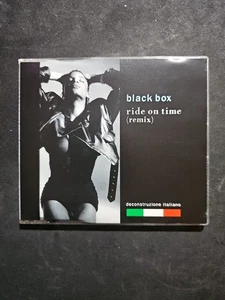 black box
ride on time
(remix)
deconstruzione italiano